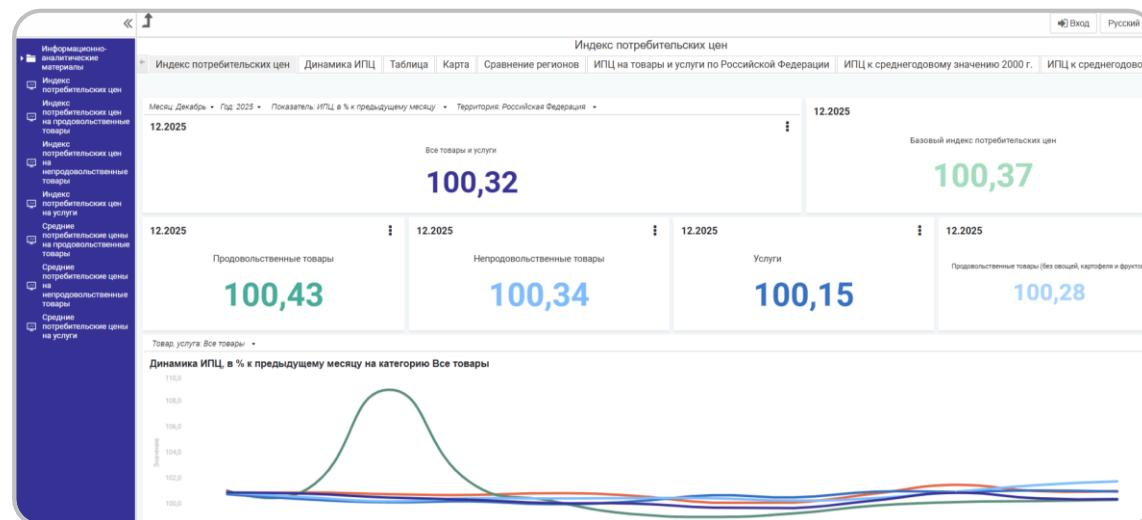 Вход
Русский
Информационно-
аналитические
материалы
Индекс
потребительских цен
Индекс
потребительских цен
на продовольственные
товары
Индекс
потребительских цен
на
непродовольственные
товары
Индекс
потребительских цен
на услуги
Средние
потребительские цены
на продовольственные
товары
Средние
потребительские цены
на
непродовольственные
товары
Средние
потребительские цены
на услуги
Индекс потребительских цен
Индекс потребительских цен Динамика ИПЦ Таблица Карта Сравнение регионов ИПЦ на товары и услуги по Российской Федерации ИПЦ к среднегодовому значению 2000 г. ИПЦ к среднегодово
Месяц: Декабрь Год: 2025 Показатель: ИПЦ, в % к предыдущему месяцу Территория: Российская Федерация
12.2025
Все товары и услуги
100,32
12.2025
Базовый индекс потребительских цен
100,37
12.2025
Продовольственные товары
100,43
12.2025
Непродовольственные товары
100,34
12.2025
Услуги
100,15
12.2025
Продовольственные товары (без овощей, картофеля и фрукто
100,28
Товар, услуга: Все товары
Динамика ИПЦ, в % к предыдущему месяцу на категорию Все товары
Значение
110,0
108,0
106,0
104,0
102,0
100,0